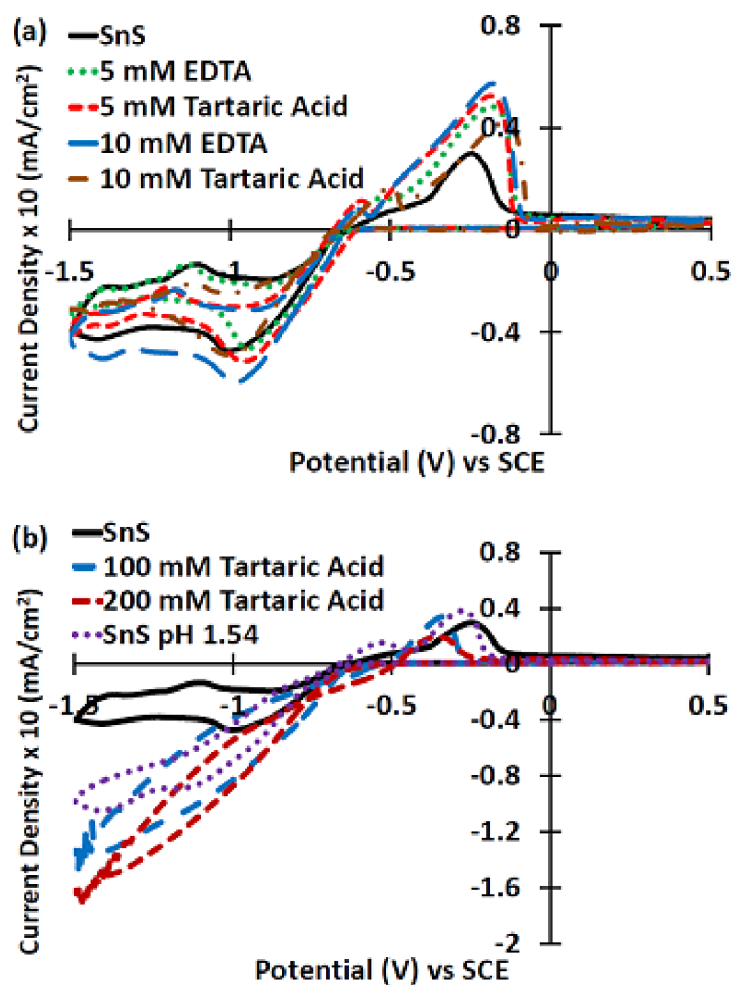 (a)
SnS
5 mM EDTA
5 mM Tartaric Acid
10 mM EDTA
10 mM Tartaric Acid
0.8
0.4
0
-0.4
-0.8
-1.5 -1 -0.5 0 0.5
Current Density x 10 (mA/cm²)
Potential (V) vs SCE
(b)
SnS
100 mM Tartaric Acid
200 mM Tartaric Acid
SnS pH 1.54
0.8
0.4
0
-0.4
-0.8
-1.2
-1.6
-2
-1.5 -1 -0.5 0 0.5
Current Density x 10 (mA/cm²)
Potential (V) vs SCE